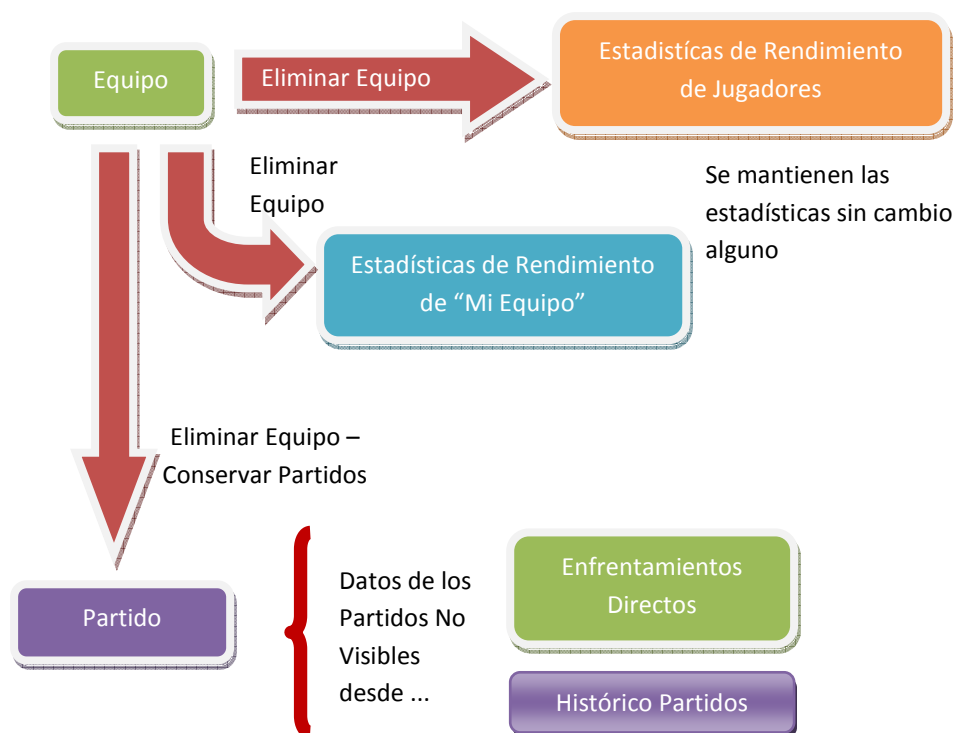 Equipo
Eliminar Equipo
Estadistícas de Rendimiento
de Jugadores
Eliminar
Equipo
Se mantienen las
estadísticas sin cambio
alguno
Estadísticas de Rendimiento
de “Mi Equipo”
Eliminar Equipo –
Conservar Partidos
Partido
Datos de los
Partidos No
Visibles
desde ...
Enfrentamientos
Directos
Histórico Partidos